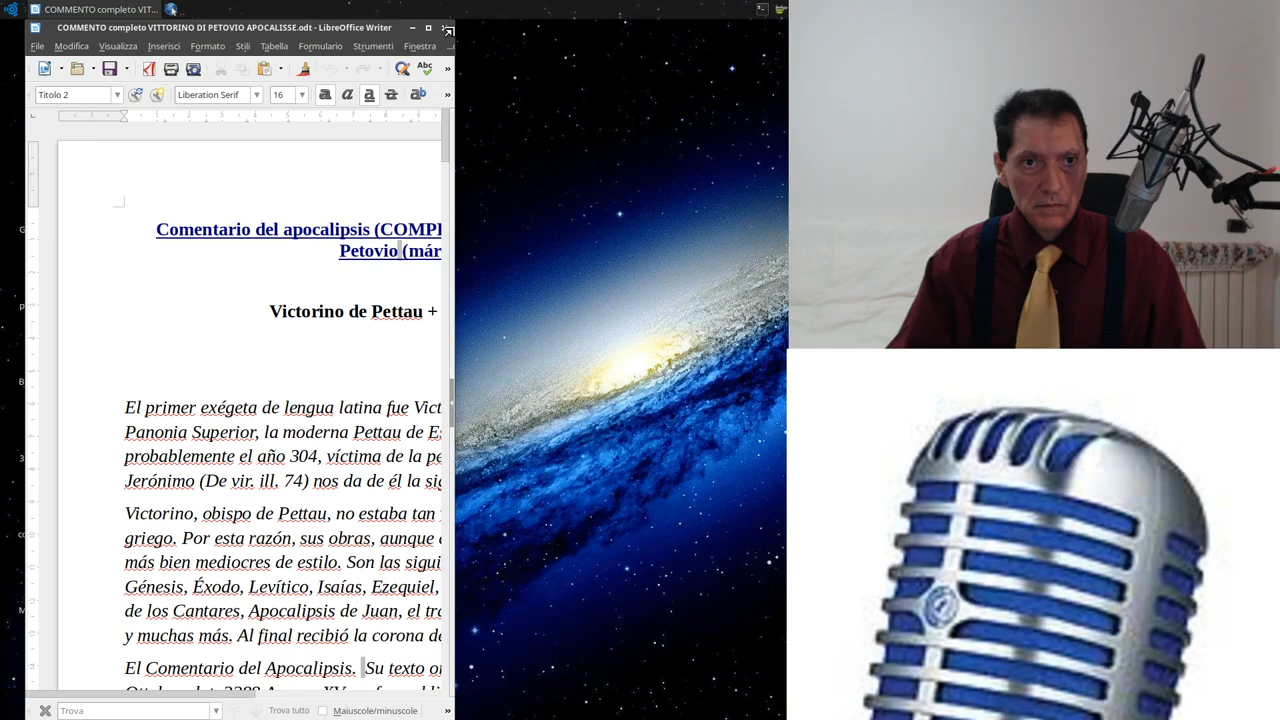 COMMENTO completo VIT...
COMMENTO completo VITTORINO DI PETOVIO APOCALISSE.odt - LibreOffice Writer
File Modifica Visualizza Inserisci Formato Stili Tabella Formulario Strumenti Finestra
Titolo 2 Liberation Serif 16
Comentario del apocalipsis (COMPL
Petovio (már
Victorino de Pettau +
El primer exégeta de lengua latina fue Vict
Panonia Superior, la moderna Pettau de Es
probablemente el año 304, víctima de la pe
Jerónimo (De vir. ill. 74) nos da de él la sig
Victorino, obispo de Pettau, no estaba tan
griego. Por esta razón, sus obras, aunque
más bien mediocres de estilo. Son las sigui
Génesis, Éxodo, Levítico, Isaías, Ezequiel,
de los Cantares, Apocalipsis de Juan, el tra
y muchas más. Al final recibió la corona de
El Comentario del Apocalipsis. Su texto or
Trova Trova tutto Maiuscole/minuscole